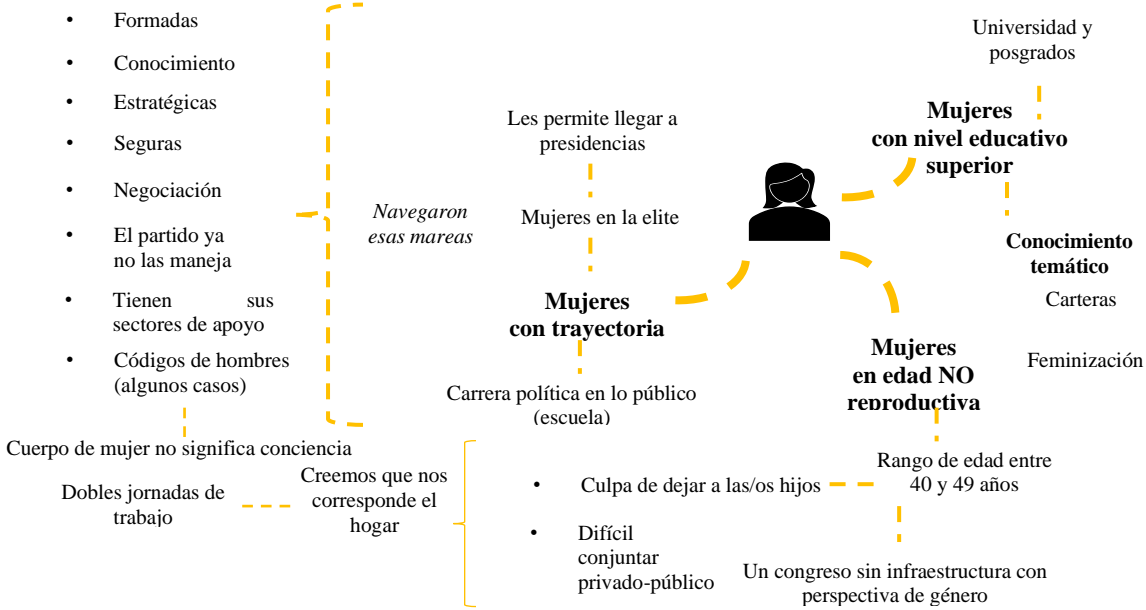 • Formadas
• Conocimiento
• Estratégicas
• Seguras
• Negociación
• El partido ya
no las maneja
• Tienen sus
sectores de apoyo
• Códigos de hombres
(algunos casos)
Cuerpo de mujer no significa conciencia
Navegaron
esas mareas
Les permite llegar a
presidencias
Mujeres en la elite
Mujeres
con trayectoria
Carrera política en lo público
(escuela)
Universidad y
posgrados
Mujeres
con nivel educativo
superior
Conocimiento
temático
Carteras
Feminización
Mujeres
en edad NO
reproductiva
Rango de edad entre
40 y 49 años
Un congreso sin infraestructura con
perspectiva de género
• Culpa de dejar a las/os hijos
• Difícil
conjuntar
privado-público
Creemos que nos
corresponde el
hogar
Dobles jornadas de
trabajo